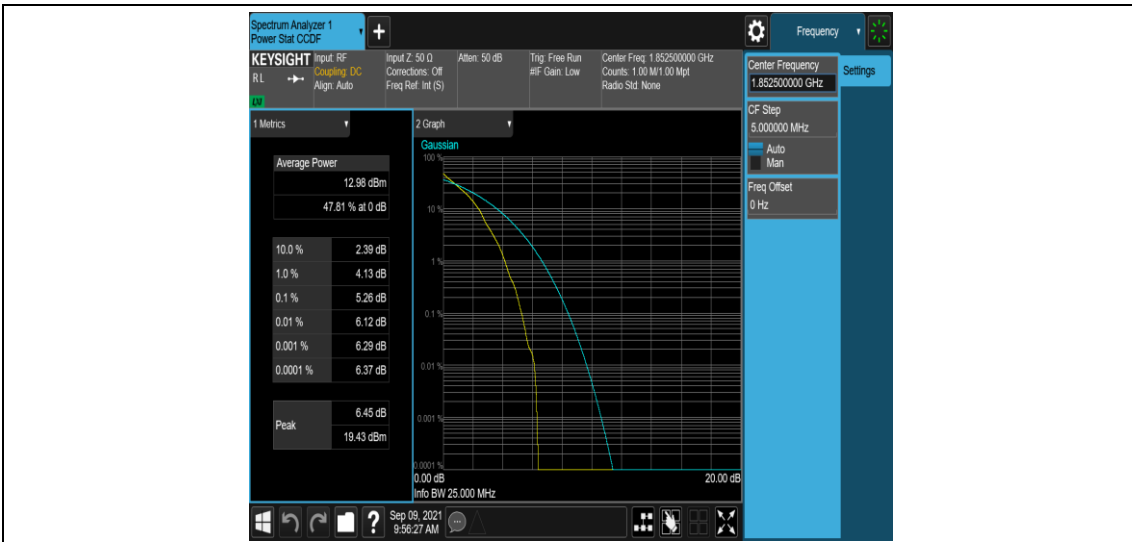 Spectrum Analyzer 1
Power Stat CCDF
+
Frequency
KEYSIGHT
RL
LXI
Input: RF
Coupling: DC
Align: Auto
Input Z: 50 Ω
Corrections: Off
Freq Ref: Int (S)
Atten: 50 dB
Trig: Free Run
#IF Gain: Low
Center Freq: 1.852500000 GHz
Counts: 1.00 M/1.00 Mpt
Radio Std: None
Center Frequency
1.852500000 GHz
Settings
CF Step
5.000000 MHz
Auto
Man
Freq Offset
0 Hz
1 Metrics
Average Power
12.98 dBm
47.81 % at 0 dB
10.0 % 2.39 dB
1.0 % 4.13 dB
0.1 % 5.26 dB
0.01 % 6.12 dB
0.001 % 6.29 dB
0.0001 % 6.37 dB
Peak
6.45 dB
19.43 dBm
2 Graph
Gaussian
100 %
10 %
1 %
0.1 %
0.01 %
0.001 %
0.0001 %
0.00 dB 20.00 dB
Info BW 25.000 MHz
?
Sep 09, 2021
9:56:27 AM